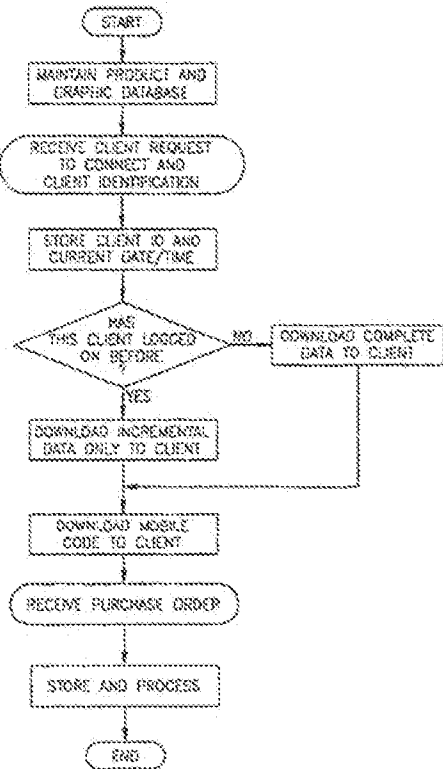 START
MAINTAIN PRODUCT AND
GRAPHIC DATABASE
RECEIVE CLIENT REQUEST
TO CONNECT AND
CLIENT IDENTIFICATION
STORE CLIENT ID AND
CURRENT DATE/TIME
HAS
THIS CLIENT LOGGED
ON BEFORE
?
NO
DOWNLOAD COMPLETE
DATA TO CLIENT
YES
DOWNLOAD INCREMENTAL
DATA ONLY TO CLIENT
DOWNLOAD MOBILE
CODE TO CLIENT
RECEIVE PURCHASE ORDER
STORE AND PROCESS
END